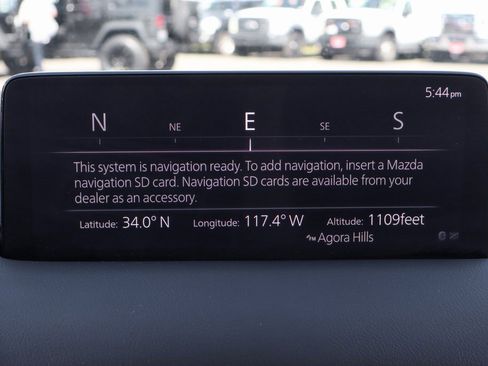 5:44pm
N NE E SE S
This system is navigation ready. To add navigation, insert a Mazda
navigation SD card. Navigation SD cards are available from your
dealer as an accessory.
Latitude: 34.0° N Longitude: 117.4° W Altitude: 1109feet
Agora Hills